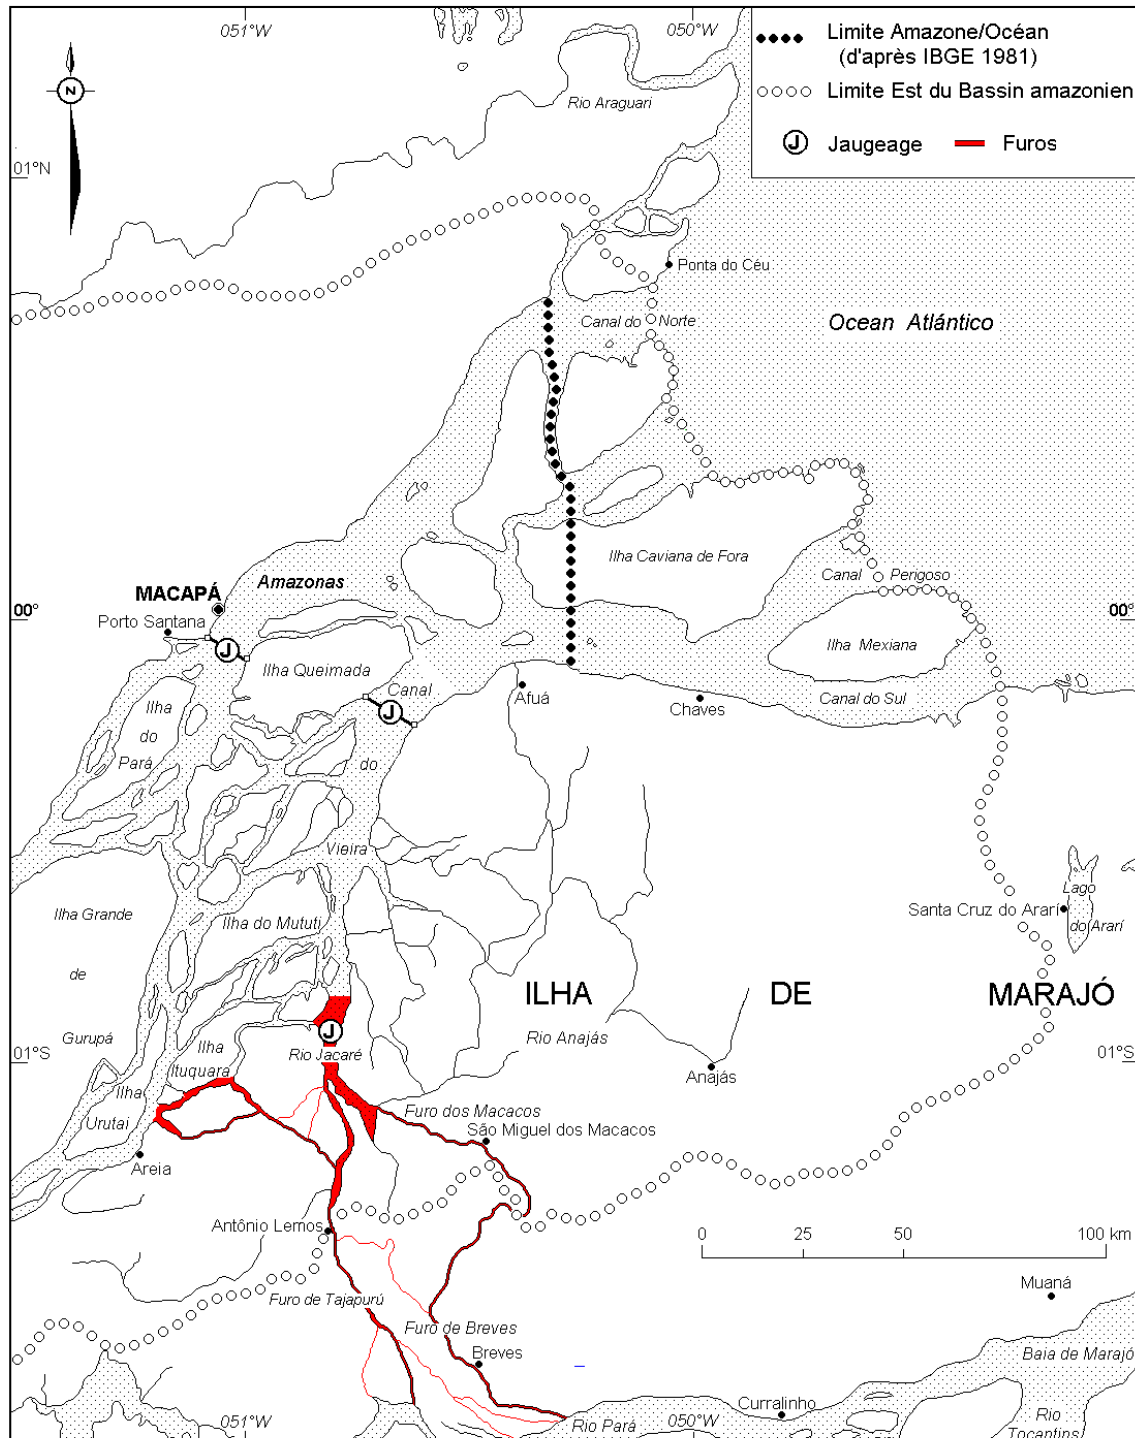 051°W
050°W
Limite Amazone/Océan
(d'après IBGE 1981)
Limite Est du Bassin amazonien
J
Jaugeage
Furos
N
Rio Araguari
01°N
Ponta do Céu
Canal do Norte
Ocean Atlántico
Ilha Caviana de Fora
Amazonas
MACAPÁ
Canal Perigoso
00°
00°
Porto Santana
J
Ilha Queimada
Ilha Mexiana
Canal
Afuá
Chaves
Canal do Sul
Ilha
do
Pará
J
do
Vieira
Ilha Grande
de
Gurupá
Ilha do Mututi
Santa Cruz do Ararí
Lago
do Ararí
ILHA DE MARAJÓ
J
Rio Jacaré
Rio Anajás
01°S
01°S
Ilha
Ituquara
Anajás
Ilha
Urutai
Furo dos Macacos
São Miguel dos Macacos
Areia
Antônio Lemos
0 25 50 100 km
Muaná
Furo de Tajapurú
Furo de Breves
Breves
Baia de Marajó
Curralinho
051°W
Rio Pará
050°W
Rio
Tocantins